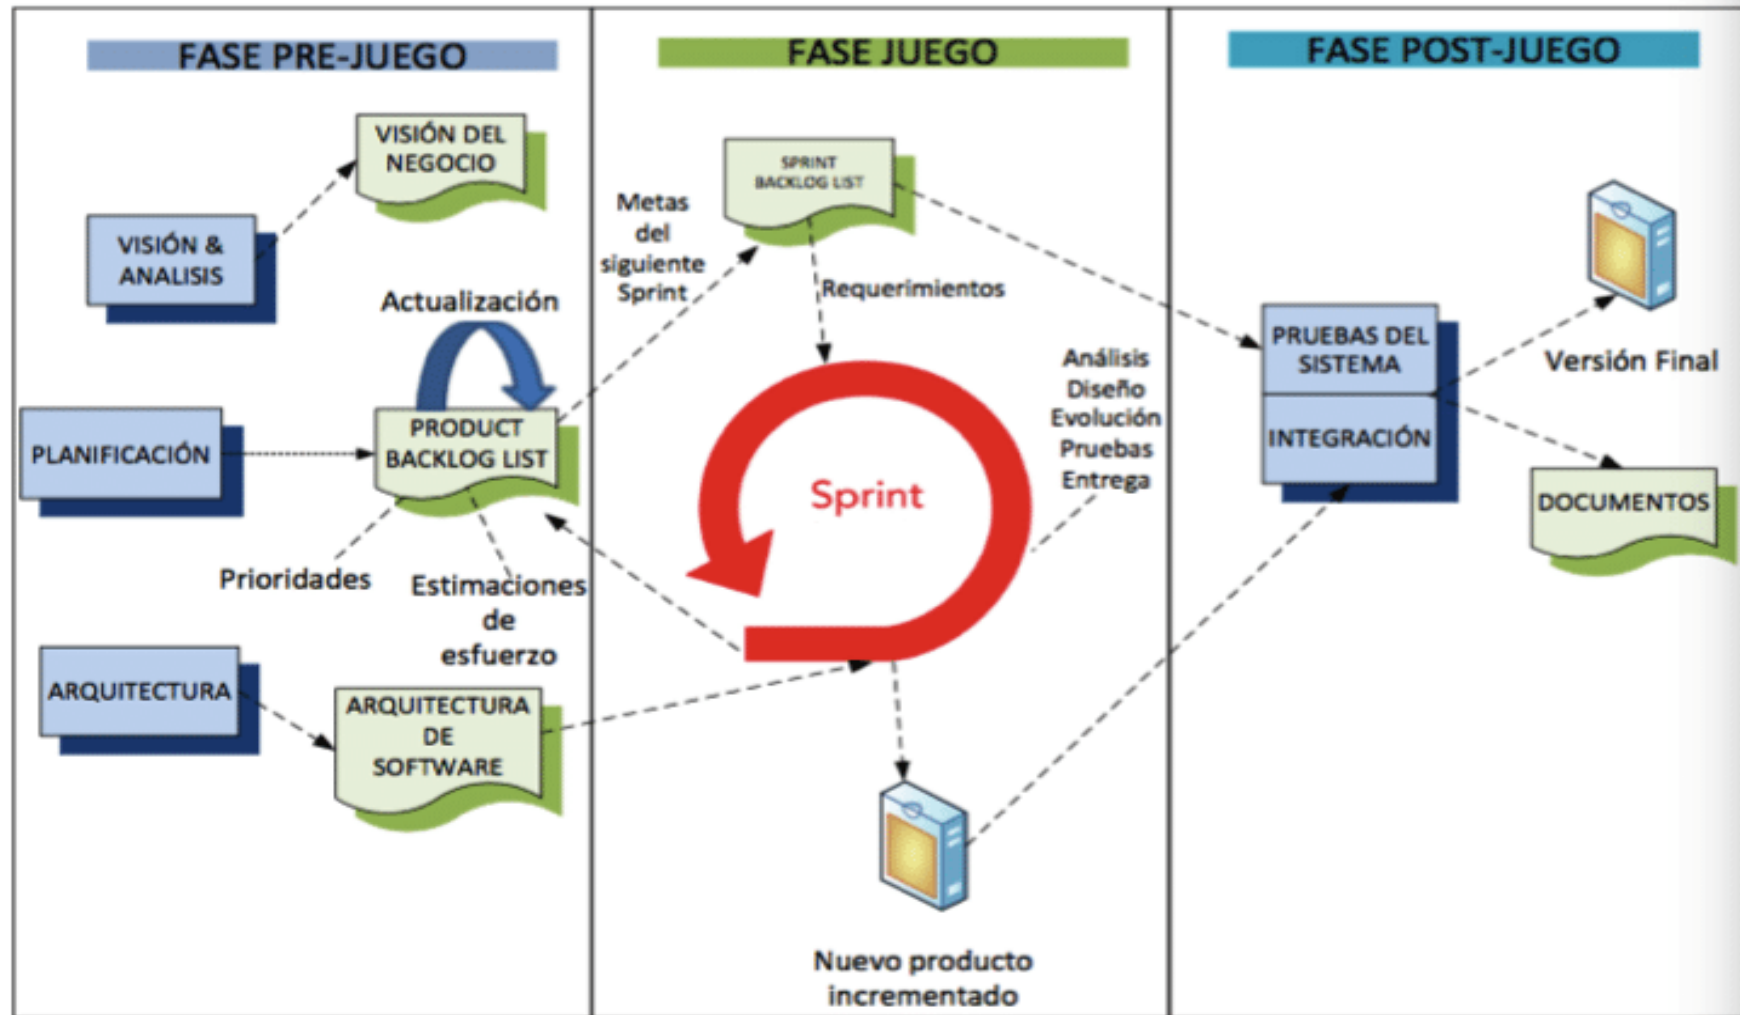 FASE PRE-JUEGO
VISIÓN DEL
NEGOCIO
VISIÓN &
ANALISIS
Actualización
PLANIFICACIÓN
PRODUCT
BACKLOG LIST
Prioridades
Estimaciones
de
esfuerzo
ARQUITECTURA
ARQUITECTURA
DE
SOFTWARE
FASE JUEGO
SPRINT
BACKLOG LIST
Metas
del
siguiente
Sprint
Requerimientos
Análisis
Diseño
Evolución
Pruebas
Entrega
Sprint
Nuevo producto
incrementado
FASE POST-JUEGO
PRUEBAS DEL
SISTEMA
INTEGRACIÓN
Versión Final
DOCUMENTOS